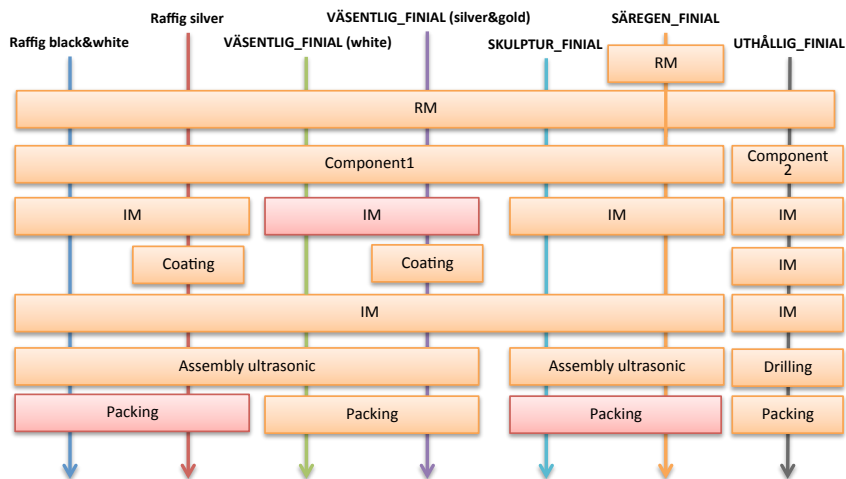 Raffig black&white
Raffig silver
VÄSENTLIG_FINIAL (white)
VÄSENTLIG_FINIAL (silver&gold)
SKULPTUR_FINIAL
SÄREGEN_FINIAL
UTHÅLLIG_FINIAL
RM
RM
Component1
Component
2
IM
IM
IM
IM
Coating
Coating
IM
IM
IM
Assembly ultrasonic
Assembly ultrasonic
Drilling
Packing
Packing
Packing
Packing